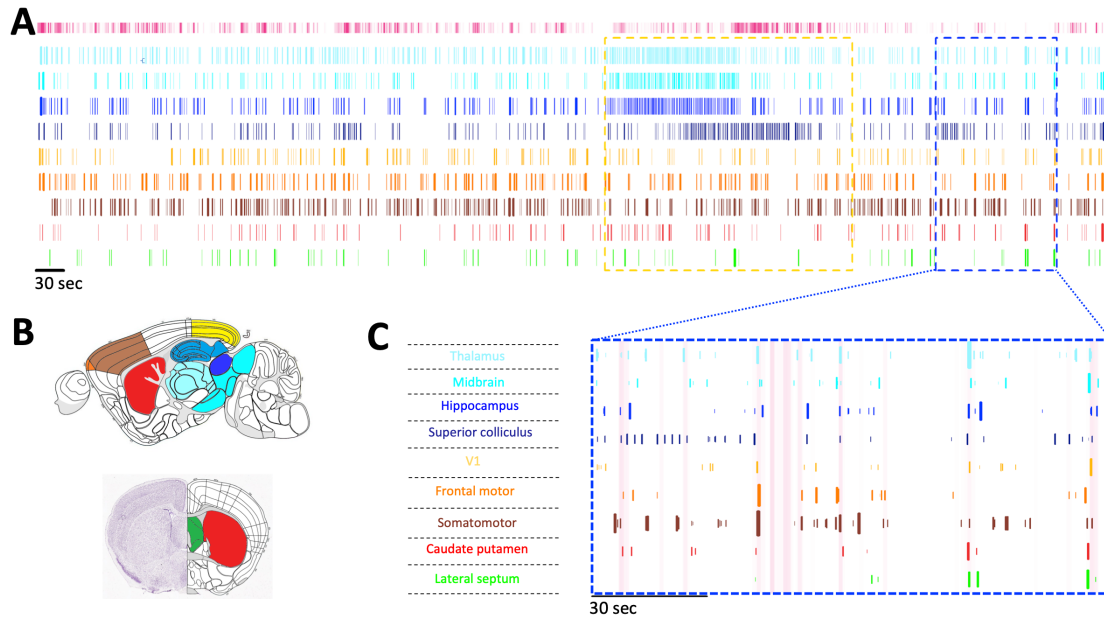 A
30 sec
B
C
Thalamus
Midbrain
Hippocampus
Superior colliculus
V1
Frontal motor
Somatomotor
Caudate putamen
Lateral septum
30 sec